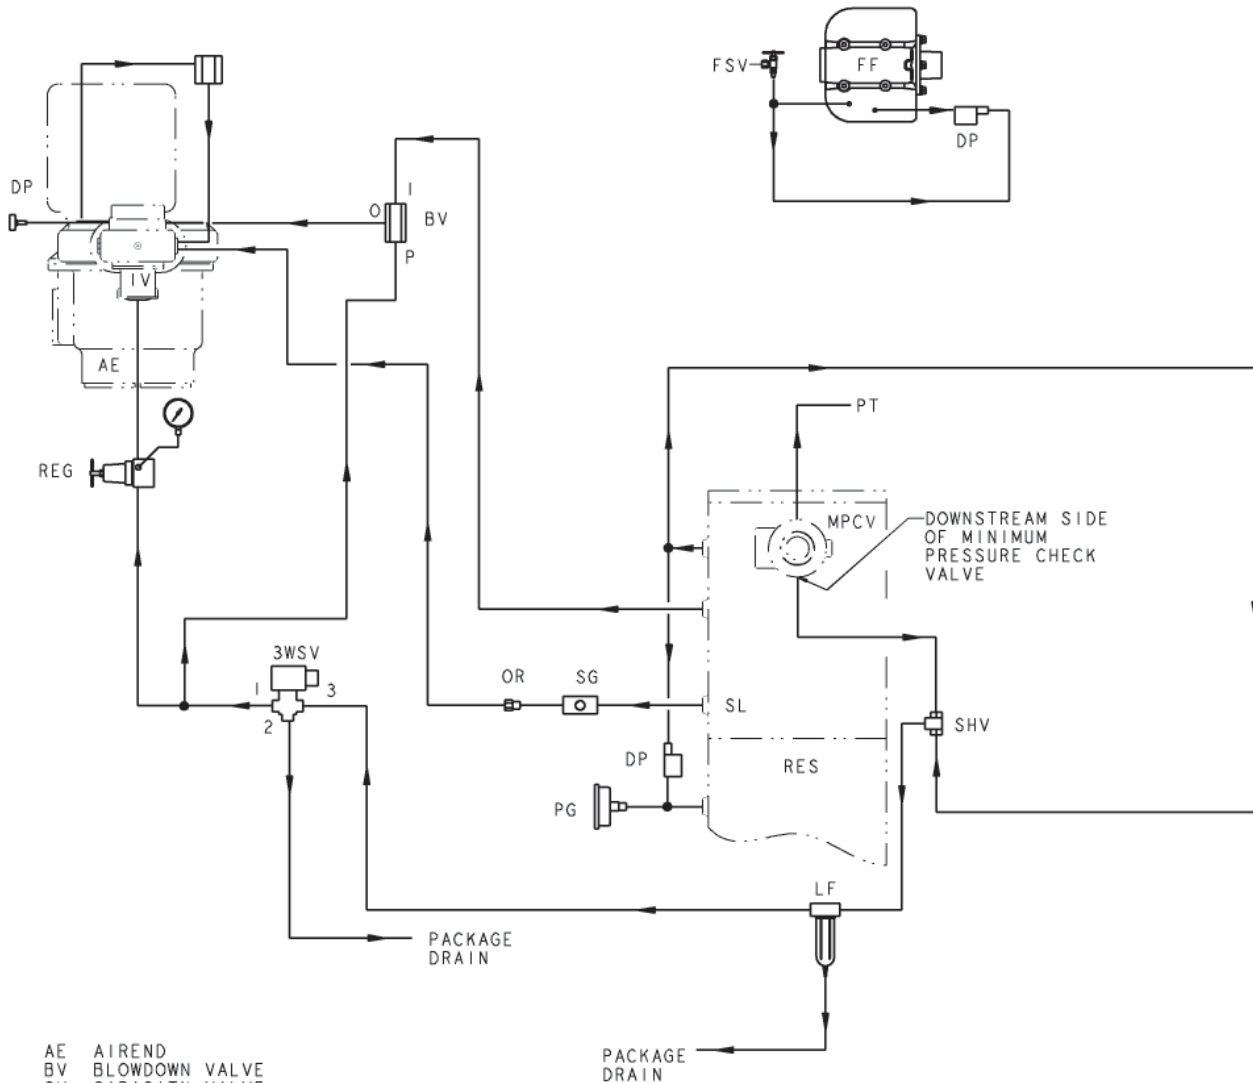 FSV
FF
DP
DP
I
O
BV
P
IV
AE
REG
PT
MPCV
DOWNSTREAM SIDE
OF MINIMUM
PRESSURE CHECK
VALVE
3WSV
1
3
2
OR
SG
SL
SHV
DP
RES
PG
LF
PACKAGE
DRAIN
PACKAGE
DRAIN
AE AIREND
BV BLOWDOWN VALVE